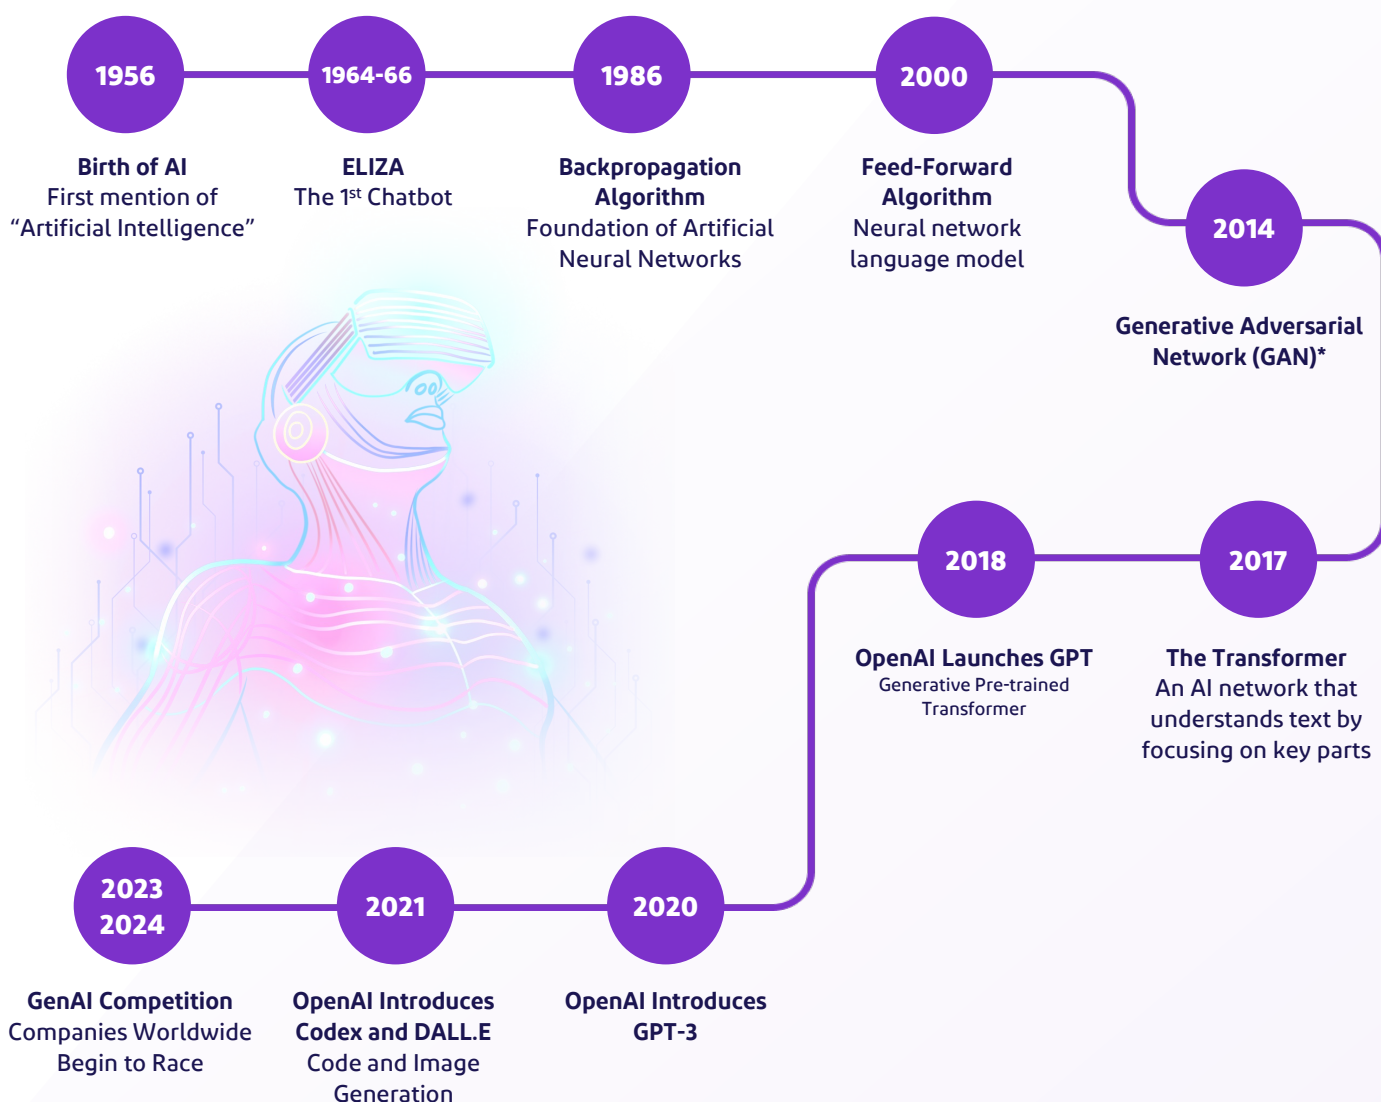 1956
Birth of AI
First mention of
“Artificial Intelligence”
1964-66
ELIZA
The 1st Chatbot
1986
Backpropagation
Algorithm
Foundation of Artificial
Neural Networks
2000
Feed-Forward
Algorithm
Neural network
language model
2014
Generative Adversarial
Network (GAN)*
2017
The Transformer
An AI network that
understands text by
focusing on key parts
2018
OpenAI Launches GPT
Generative Pre-trained
Transformer
2020
OpenAI Introduces
GPT-3
2021
OpenAI Introduces
Codex and DALL.E
Code and Image
Generation
2023
2024
GenAI Competition
Companies Worldwide
Begin to Race